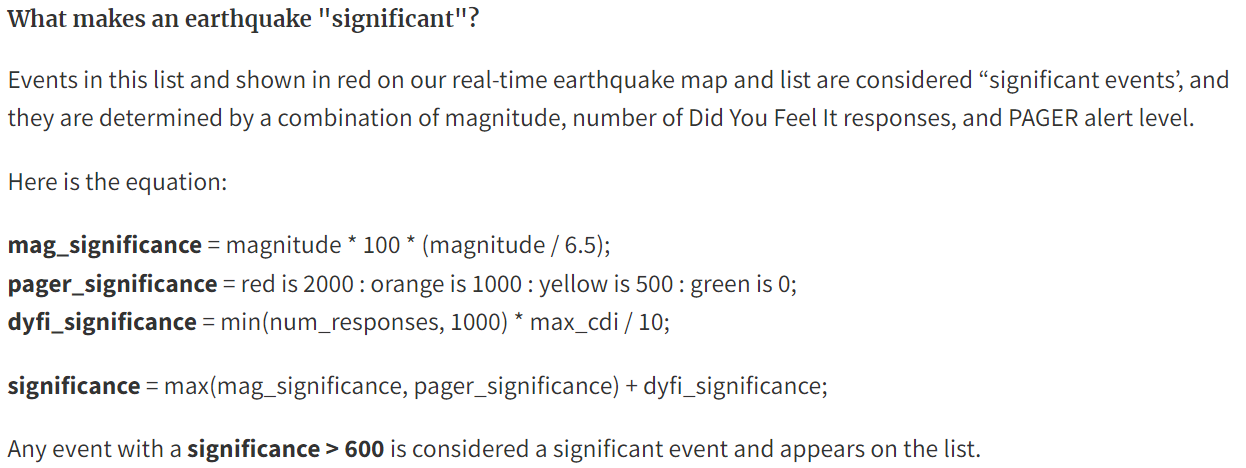 What makes an earthquake "significant"?
Events in this list and shown in red on our real-time earthquake map and list are considered “significant events’, and
they are determined by a combination of magnitude, number of Did You Feel It responses, and PAGER alert level.
Here is the equation:
mag_significance = magnitude * 100 * (magnitude / 6.5);
pager_significance = red is 2000 : orange is 1000 : yellow is 500 : green is 0;
dyfi_significance = min(num_responses, 1000) * max_cdi / 10;
significance = max(mag_significance, pager_significance) + dyfi_significance;
Any event with a significance > 600 is considered a significant event and appears on the list.